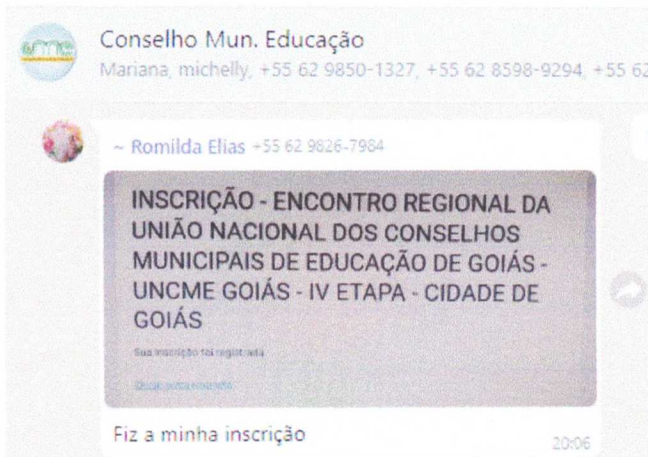 Conselho Mun. Educação
Mariana, michelly, +55 62 9850-1327, +55 62 8598-9294, +55 62
~ Romilda Elias +55 62 9826-7984
INSCRIÇÃO - ENCONTRO REGIONAL DA
UNIÃO NACIONAL DOS CONSELHOS
MUNICIPAIS DE EDUCAÇÃO DE GOIÁS -
UNCME GOIÁS - IV ETAPA - CIDADE DE
GOIÁS
Sua inscrição foi registrada
Fiz a minha inscrição
20:06